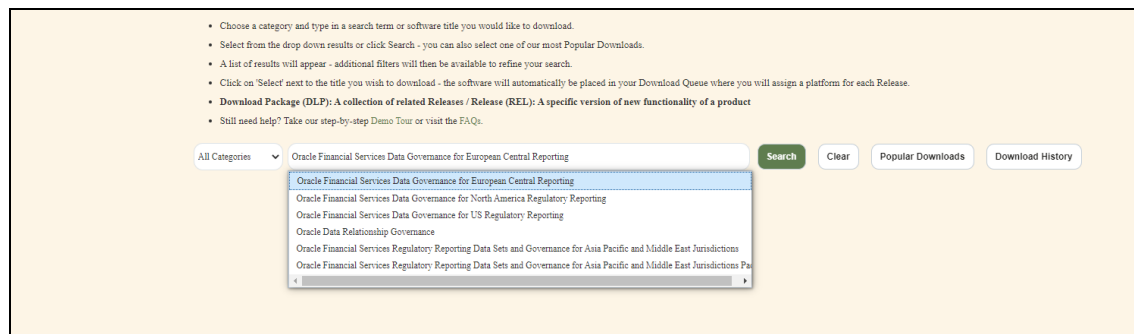 Choose a category and type in a search term or software title you would like to download.
Select from the drop down results or click Search - you can also select one of our most Popular Downloads.
A list of results will appear - additional filters will then be available to refine your search.
Click on 'Select' next to the title you wish to download - the software will automatically be placed in your Download Queue where you will assign a platform for each Release.
Download Package (DLP): A collection of related Releases / Release (REL): A specific version of new functionality of a product
Still need help? Take our step-by-step Demo Tour or visit the FAQs.
All Categories Oracle Financial Services Data Governance for European Central Reporting Search Clear Popular Downloads Download History
Oracle Financial Services Data Governance for European Central Reporting
Oracle Financial Services Data Governance for North America Regulatory Reporting
Oracle Financial Services Data Governance for US Regulatory Reporting
Oracle Data Relationship Governance
Oracle Financial Services Regulatory Reporting Data Sets and Governance for Asia Pacific and Middle East Jurisdictions
Oracle Financial Services Regulatory Reporting Data Sets and Governance for Asia Pacific and Middle East Jurisdictions